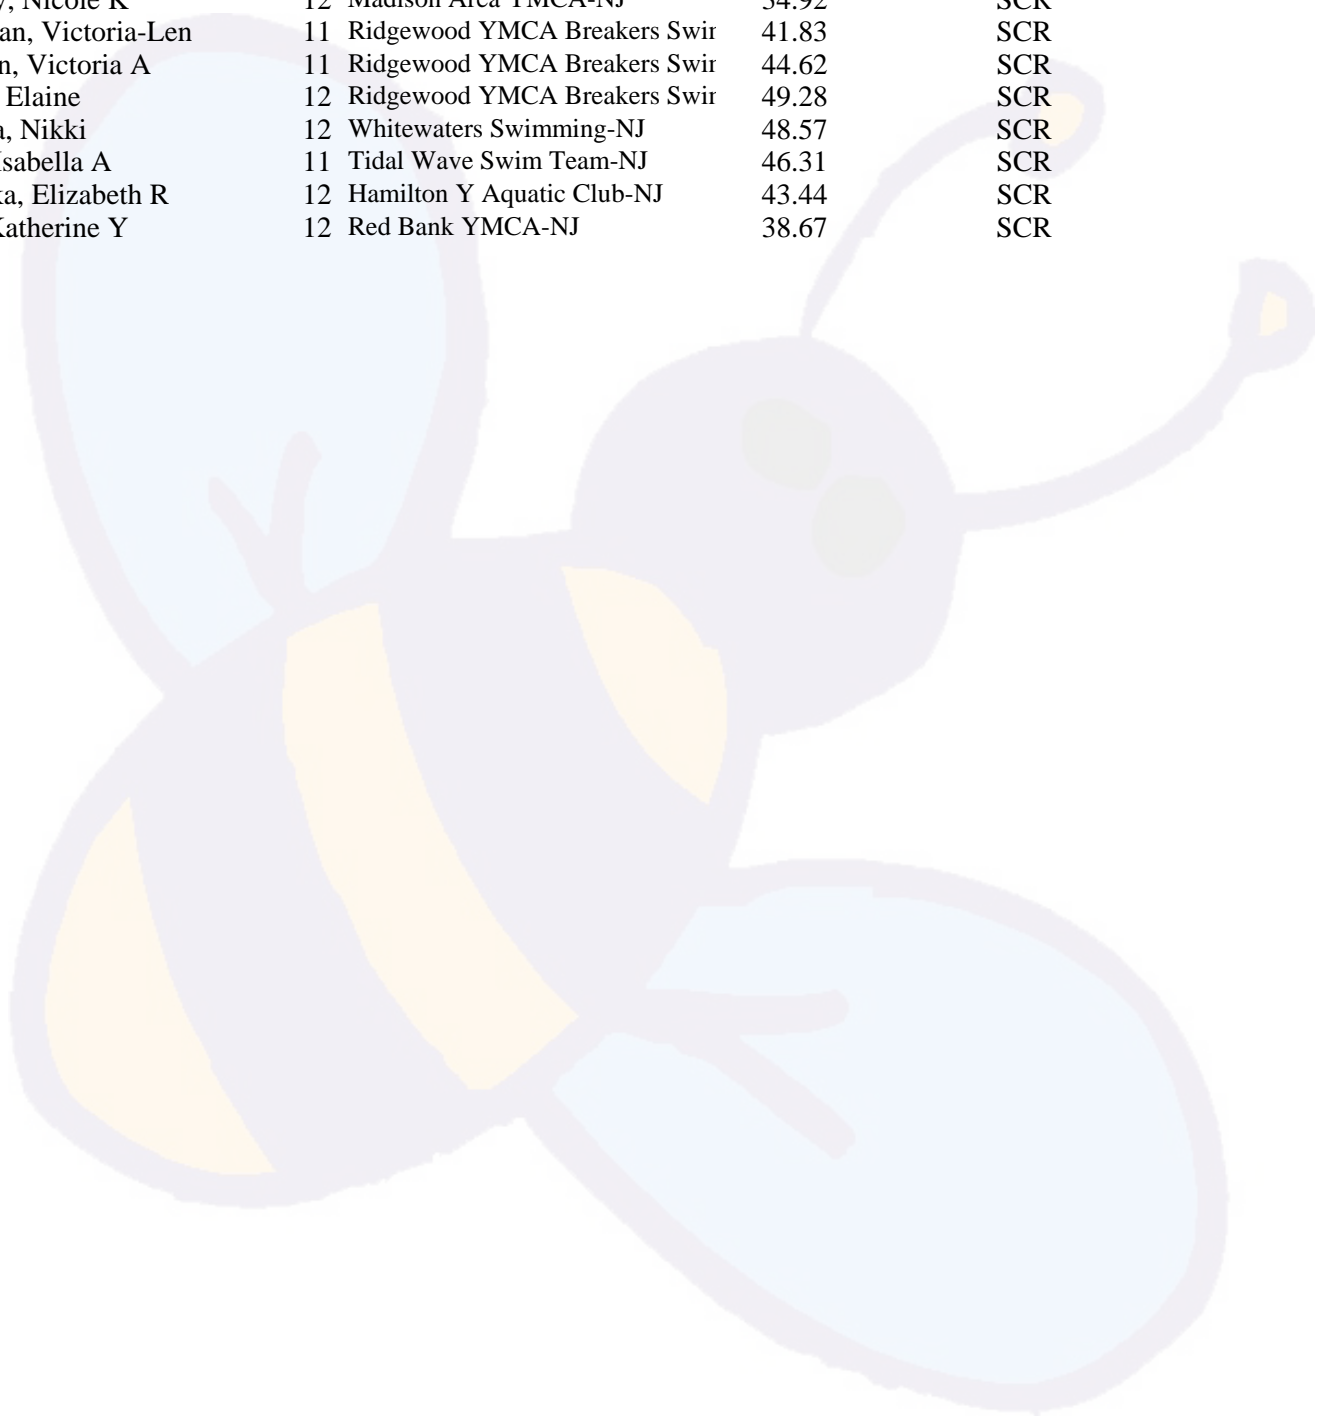 y, Nicole K 12 Madison Area YMCA-NJ 34.92 SCR
an, Victoria-Len 11 Ridgewood YMCA Breakers Swir 41.83 SCR
n, Victoria A 11 Ridgewood YMCA Breakers Swir 44.62 SCR
Elaine 12 Ridgewood YMCA Breakers Swir 49.28 SCR
a, Nikki 12 Whitewaters Swimming-NJ 48.57 SCR
Isabella A 11 Tidal Wave Swim Team-NJ 46.31 SCR
ka, Elizabeth R 12 Hamilton Y Aquatic Club-NJ 43.44 SCR
Katherine Y 12 Red Bank YMCA-NJ 38.67 SCR